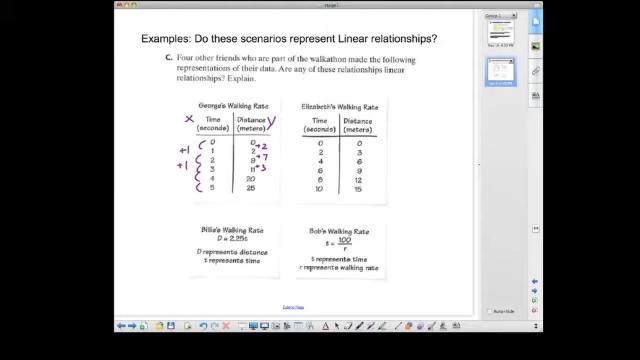 Examples: Do these scenarios represent Linear relationships?
C. Four other friends who are part of the walkathon made the following
representations of their data. Are any of these relationships linear
relationships? Explain.
George's Walking Rate
x Time (seconds) Distance (meters) y
0 0
1 2
2 9
3 11
4 20
5 25
+1
+1
+2
+7
+3
Elizabeth's Walking Rate
Time (seconds) Distance (meters)
0 0
2 3
4 6
6 9
8 12
10 15
Billie's Walking Rate
D = 2.25t
D represents distance
t represents time
Bob's Walking Rate
t = 100/r
t represents time
r represents walking rate